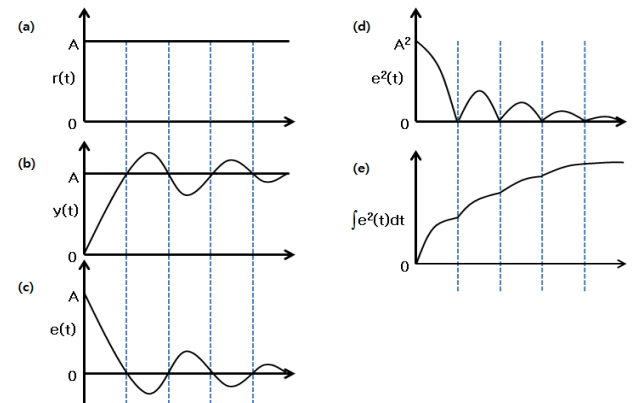 (a)
A
r(t)
0
(b)
A
y(t)
0
(c)
A
e(t)
0
(d)
A²
e²(t)
0
(e)
∫e²(t)dt
0